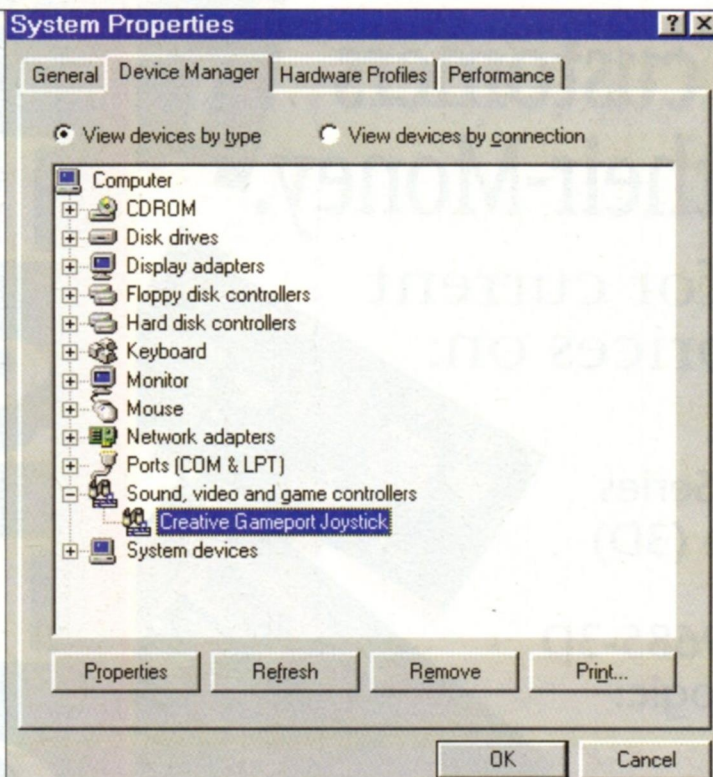 System Properties
General Device Manager Hardware Profiles Performance
View devices by type View devices by connection
Computer
CDROM
Disk drives
Display adapters
Floppy disk controllers
Hard disk controllers
Keyboard
Monitor
Mouse
Network adapters
Ports (COM & LPT)
Sound, video and game controllers
Creative Gameport Joystick
System devices
Properties Refresh Remove Print...
OK Cancel